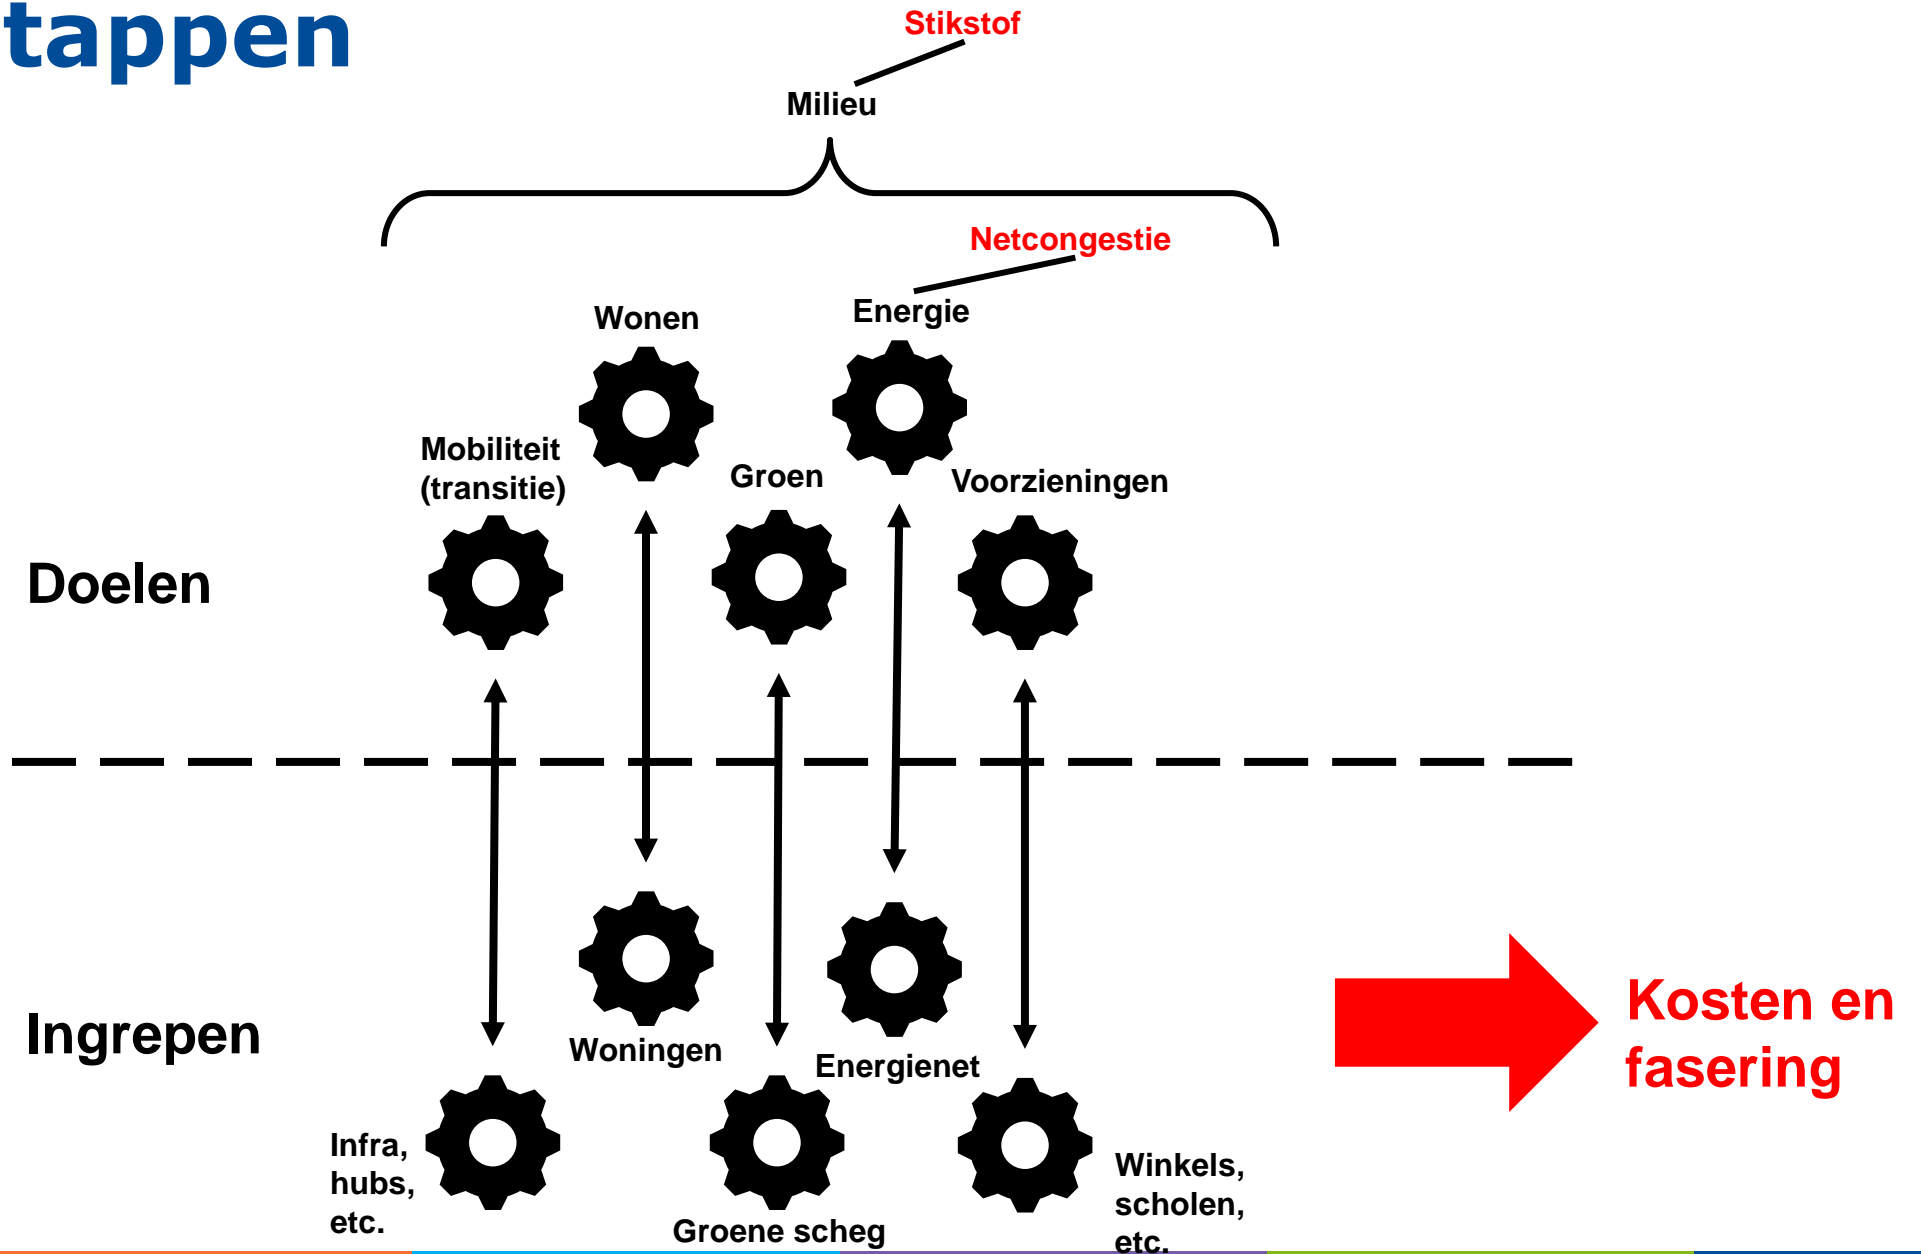 tappen
Stikstof
Milieu
Netcongestie
Wonen
Energie
Mobiliteit
(transitie)
Groen
Voorzieningen
Doelen
Ingrepen
Woningen
Energienet
Kosten en
fasering
Infra,
hubs,
etc.
Groene scheg
Winkels,
scholen,
etc.